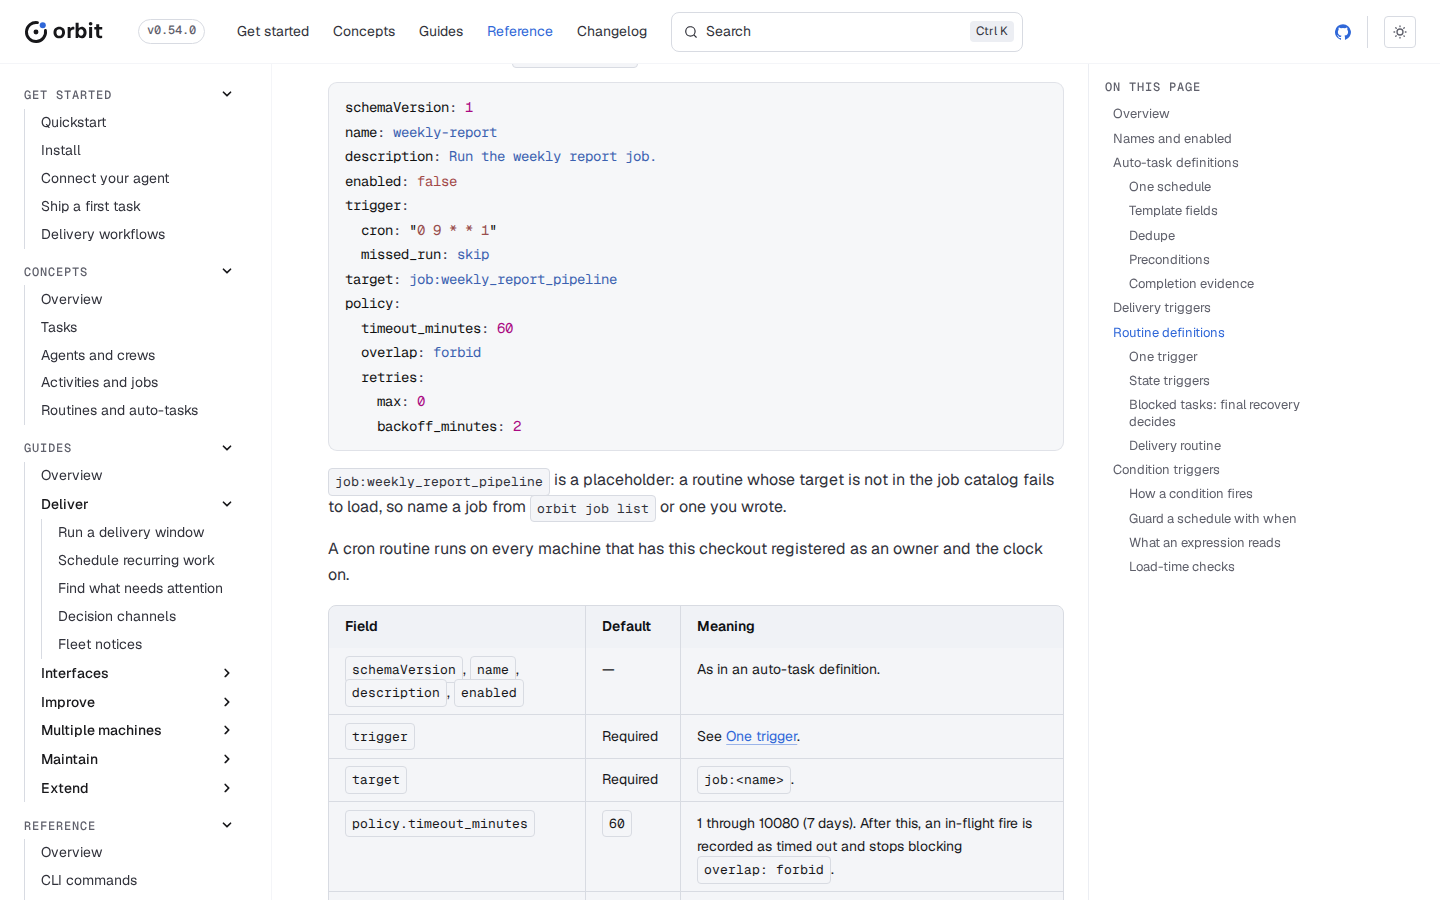 orbit
v0.54.0
Get started
Concepts
Guides
Reference
Changelog
Search
Ctrl K
GET STARTED
Quickstart
Install
Connect your agent
Ship a first task
Delivery workflows
CONCEPTS
Overview
Tasks
Agents and crews
Activities and jobs
Routines and auto-tasks
GUIDES
Overview
Deliver
Run a delivery window
Schedule recurring work
Find what needs attention
Decision channels
Fleet notices
Interfaces
Improve
Multiple machines
Maintain
Extend
REFERENCE
Overview
CLI commands
schemaVersion: 1
name: weekly-report
description: Run the weekly report job.
enabled: false
trigger:
  cron: "0 9 * * 1"
  missed_run: skip
target: job:weekly_report_pipeline
policy:
  timeout_minutes: 60
  overlap: forbid
  retries:
    max: 0
    backoff_minutes: 2
job:weekly_report_pipeline is a placeholder: a routine whose target is not in the job catalog fails
to load, so name a job from orbit job list or one you wrote.
A cron routine runs on every machine that has this checkout registered as an owner and the clock
on.
Field Default Meaning
schemaVersion, name, — As in an auto-task definition.
description, enabled
trigger Required See One trigger.
target Required job:<name>.
policy.timeout_minutes 60 1 through 10080 (7 days). After this, an in-flight fire is
recorded as timed out and stops blocking
overlap: forbid.
ON THIS PAGE
Overview
Names and enabled
Auto-task definitions
One schedule
Template fields
Dedupe
Preconditions
Completion evidence
Delivery triggers
Routine definitions
One trigger
State triggers
Blocked tasks: final recovery
decides
Delivery routine
Condition triggers
How a condition fires
Guard a schedule with when
What an expression reads
Load-time checks